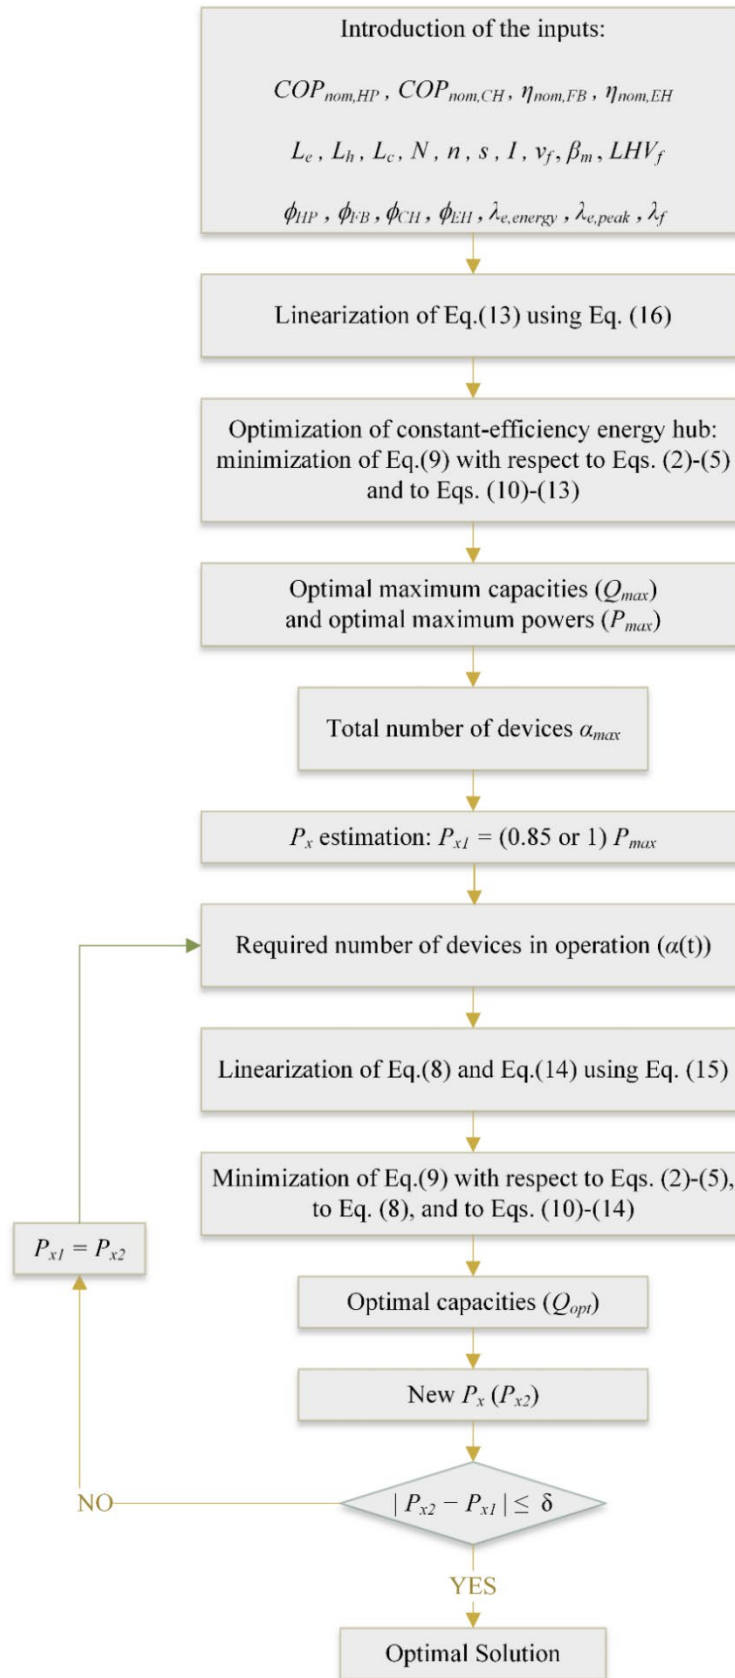 Introduction of the inputs:
COP_nom,HP , COP_nom,CH , η_nom,FB , η_nom,EH
L_e , L_h , L_c , N , n , s , I , v_f , β_m , LHV_f
ϕ_HP , ϕ_FB , ϕ_CH , ϕ_EH , λ_e,energy , λ_e,peak , λ_f
Linearization of Eq.(13) using Eq. (16)
Optimization of constant-efficiency energy hub:
minimization of Eq.(9) with respect to Eqs. (2)-(5)
and to Eqs. (10)-(13)
Optimal maximum capacities (Q_max)
and optimal maximum powers (P_max)
Total number of devices α_max
P_x estimation: P_x1 = (0.85 or 1) P_max
Required number of devices in operation (α(t))
Linearization of Eq.(8) and Eq.(14) using Eq. (15)
Minimization of Eq.(9) with respect to Eqs. (2)-(5),
to Eq. (8), and to Eqs. (10)-(14)
P_x1 = P_x2
Optimal capacities (Q_opt)
New P_x (P_x2)
| P_x2 − P_x1 | ≤ δ
NO
YES
Optimal Solution